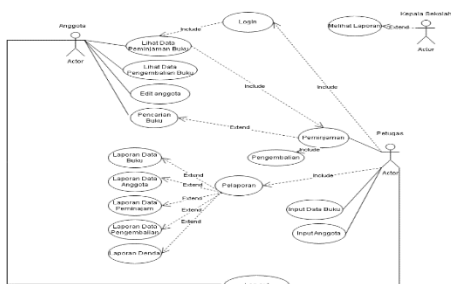 Anggota
Kepala Sekolah
Login
Include
Melihat Laporan
Extend
Actor
Lihat Data
Peminjaman Buku
Actor
Lihat Data
Pengembalian Buku
Include
Include
Edit anggota
Pencarian
Buku
Extend
Peminjaman
Petugas
Include
Pengembalian
Laporan Data
Buku
Extend
Include
Actor
Laporan Data
Anggota
Extend
Pelaporan
Laporan Data
Peminajam
Extend
Extend
Input Data Buku
Laporan Data
Pengembalian
Extend
Input Anggota
Laporan Denda